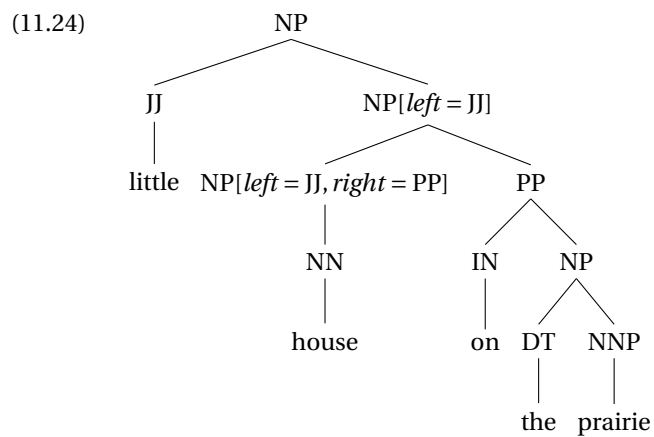 (11.24) NP
JJ NP[left = JJ]
little NP[left = JJ, right = PP] PP
NN IN NP
house on DT NNP
the prairie